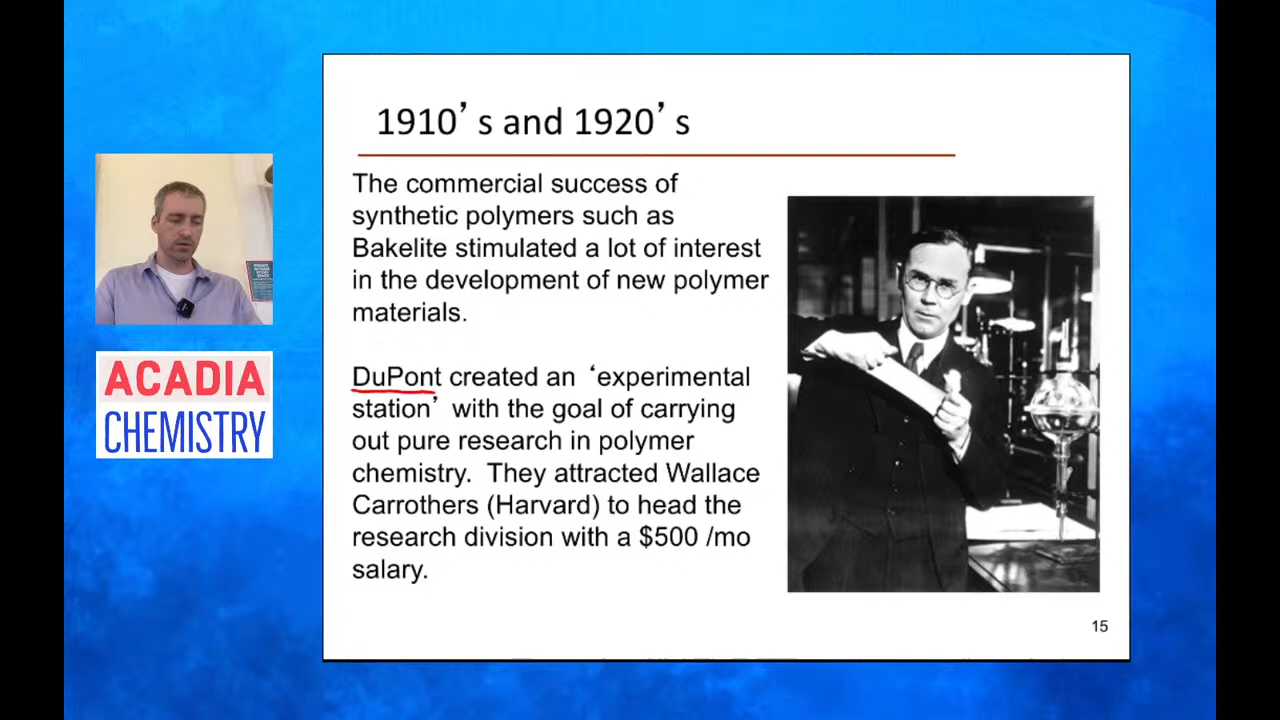 1910’s and 1920’s
The commercial success of
synthetic polymers such as
Bakelite stimulated a lot of interest
in the development of new polymer
materials.
DuPont created an ‘experimental
station’ with the goal of carrying
out pure research in polymer
chemistry. They attracted Wallace
Carrothers (Harvard) to head the
research division with a $500 /mo
salary.
15
ACADIA
CHEMISTRY